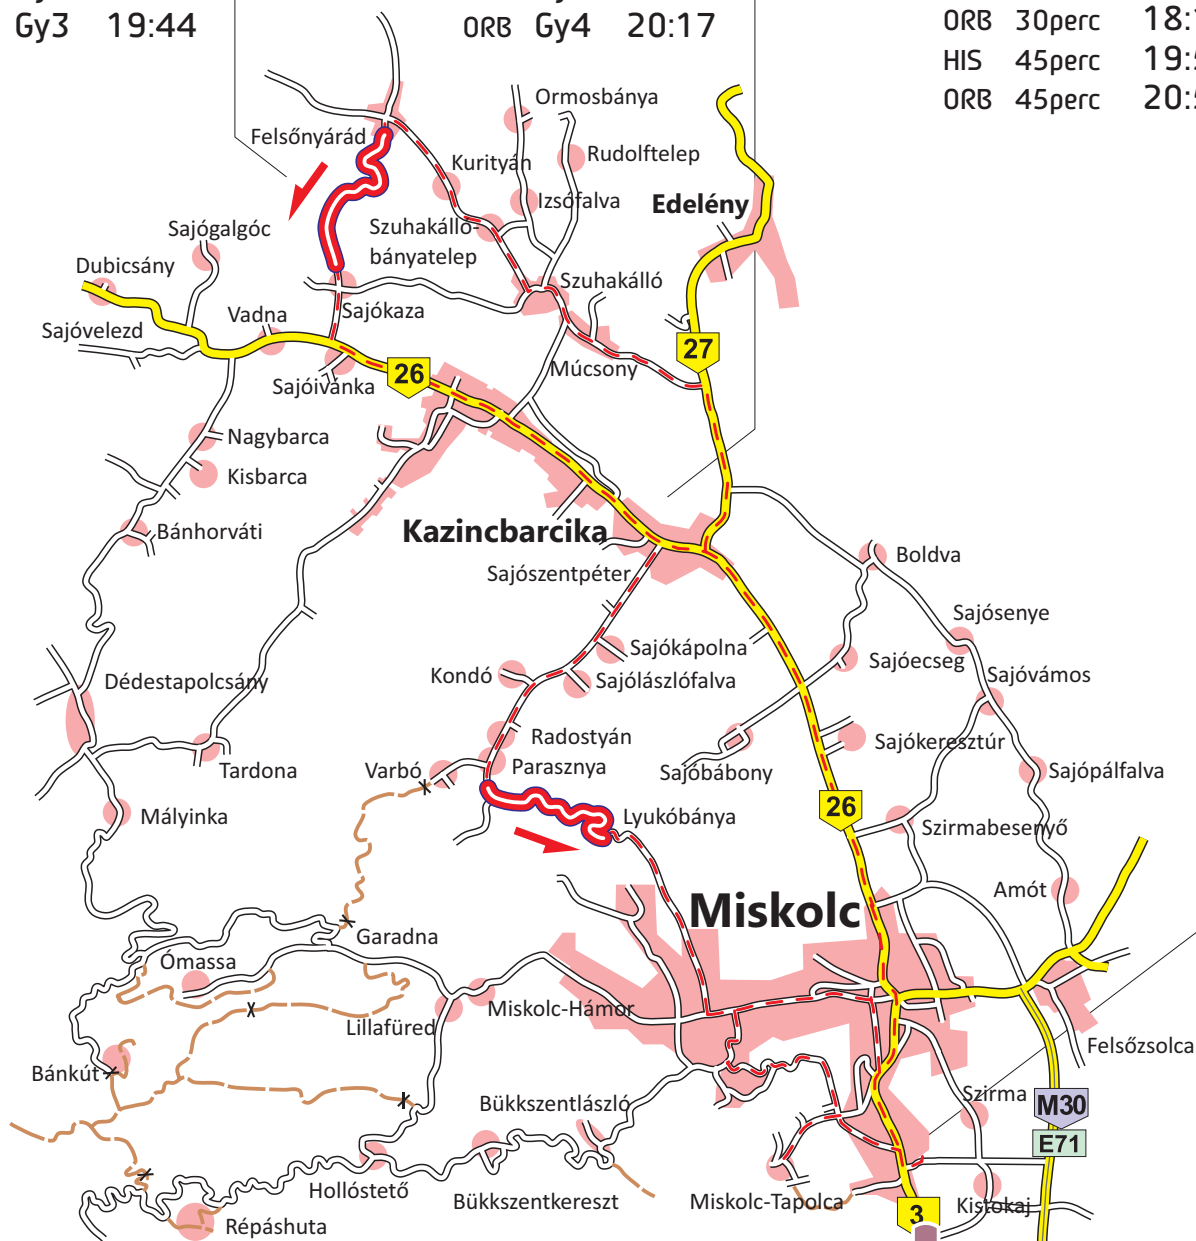 Gy3 19:44
ORB Gy4 20:17
ORB 30perc
HIS 45perc
ORB 45perc
Ormosbánya
Felsőnyárád
Kurityán
Rudolftelep
Izsófalva
Edelény
Szuhakálló-
bányatelep
Sajógalgóc
Dubicsány
Szuhakálló
Sajókaza
Vadna
Sajóvelezd
27
Múcsony
26
Sajóivánka
Nagybarca
Kisbarca
Bánhorváti
Kazincbarcika
Boldva
Sajószentpéter
Sajósenye
Sajókápolna
Sajóecseg
Kondó
Sajólászlófalva
Sajóvámos
Dédestapolcsány
Radostyán
Sajókeresztúr
Parasznya
Tardona
Varbó
Sajóbábony
Sajópálfalva
26
Mályinka
Lyukóbánya
Szirmabesenyő
Arnót
Miskolc
Garadna
Ómassa
Miskolc-Hámor
Lillafüred
Felsőzsolca
Bánkút
Szirma
M30
Bükkszentlászló
E71
Hollóstető
Bükkszentkereszt
Miskolc-Tapolca
Kistokaj
3
Répáshuta